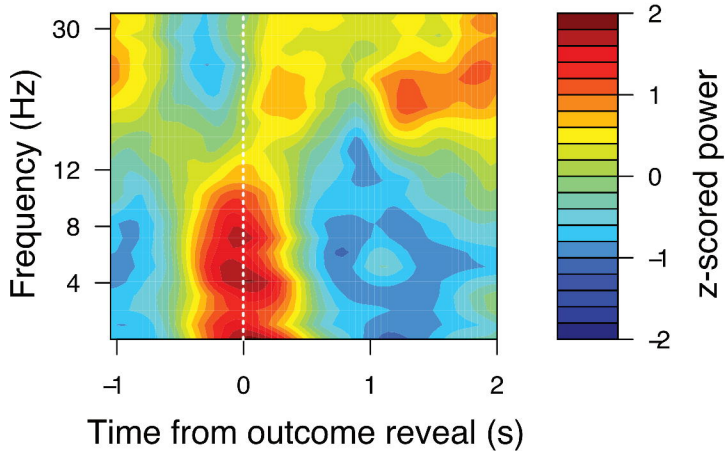 30
12
8
4
Frequency (Hz)
–1 0 1 2
Time from outcome reveal (s)
2
1
0
–1
–2
z-scored power